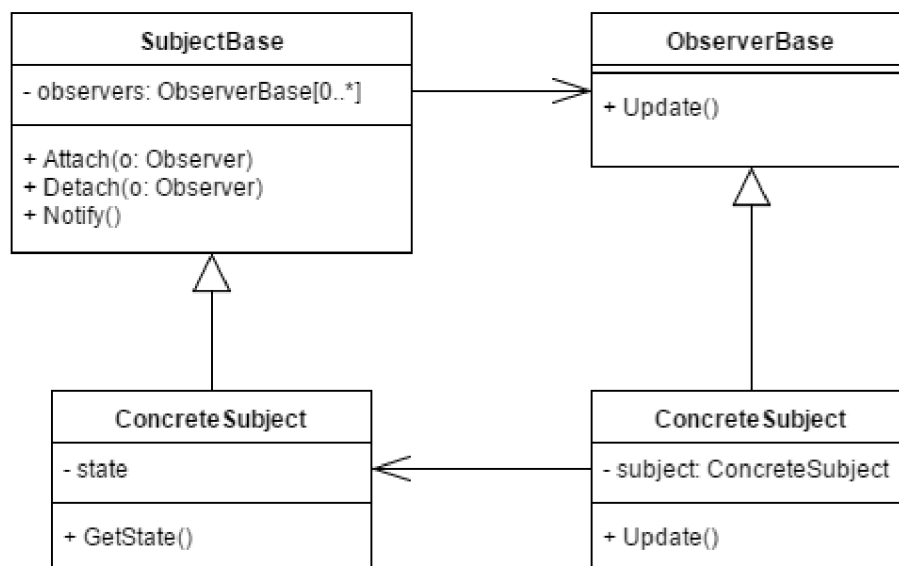 SubjectBase
- observers: ObserverBase[0..*]
+ Attach(o: Observer)
+ Detach(o: Observer)
+ Notify()
ObserverBase
+ Update()
ConcreteSubject
- state
+ GetState()
ConcreteSubject
- subject: ConcreteSubject
+ Update()